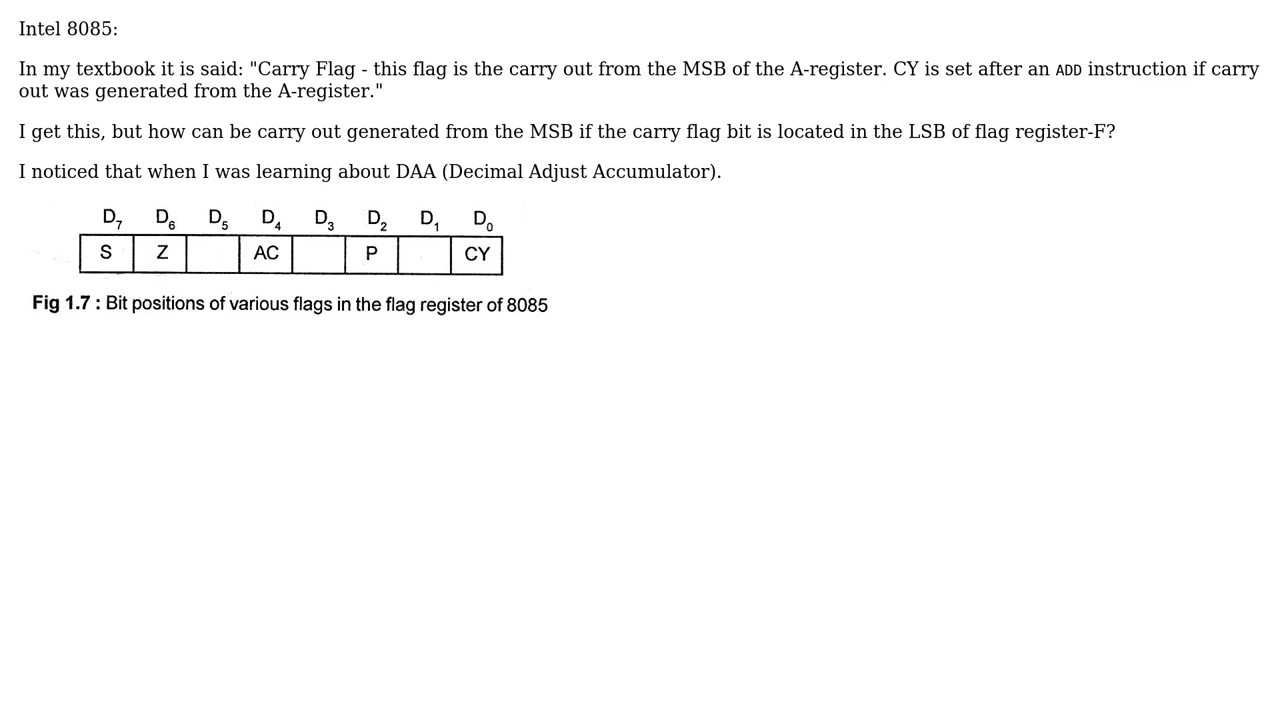 Intel 8085:
In my textbook it is said: "Carry Flag - this flag is the carry out from the MSB of the A-register. CY is set after an ADD instruction if carry
out was generated from the A-register."
I get this, but how can be carry out generated from the MSB if the carry flag bit is located in the LSB of flag register-F?
I noticed that when I was learning about DAA (Decimal Adjust Accumulator).
D7 D6 D5 D4 D3 D2 D1 D0
S Z AC P CY
Fig 1.7 : Bit positions of various flags in the flag register of 8085